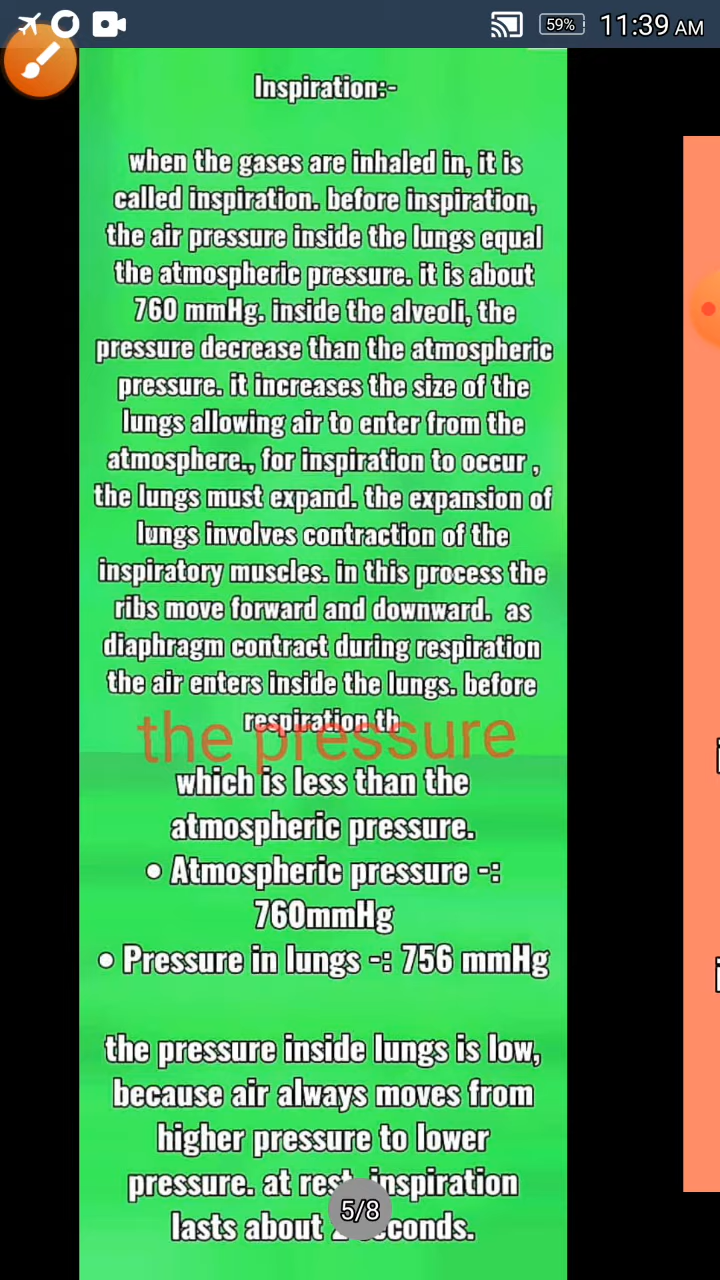 59% 11:39 AM
Inspiration:-
when the gases are inhaled in, it is
called inspiration. before inspiration,
the air pressure inside the lungs equal
the atmospheric pressure. it is about
760 mmHg. inside the alveoli, the
pressure decrease than the atmospheric
pressure. it increases the size of the
lungs allowing air to enter from the
atmosphere., for inspiration to occur ,
the lungs must expand. the expansion of
lungs involves contraction of the
inspiratory muscles. in this process the
ribs move forward and downward. as
diaphragm contract during respiration
the air enters inside the lungs. before
respiration th
the pressure
which is less than the
atmospheric pressure.
• Atmospheric pressure -:
760mmHg
• Pressure in lungs -: 756 mmHg
the pressure inside lungs is low,
because air always moves from
higher pressure to lower
pressure. at rest, inspiration
5/8
lasts about